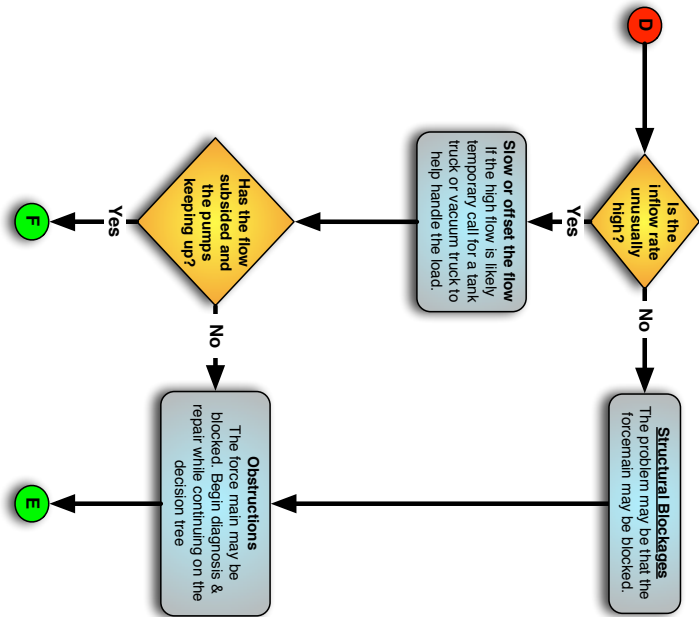 D
Is the
inflow rate
unusually
high?
No
Structural Blockages
The problem may be that the
forcemain may be blocked.
Yes
Slow or offset the flow
If the high flow is likely
temporary call for a tank
truck or vacuum truck to
help handle the load.
Has the flow
subsided and
the pumps
keeping up?
No
Obstructions
The force main may be
blocked. Begin diagnosis &
repair while continuing on the
decision tree
Yes
F
E